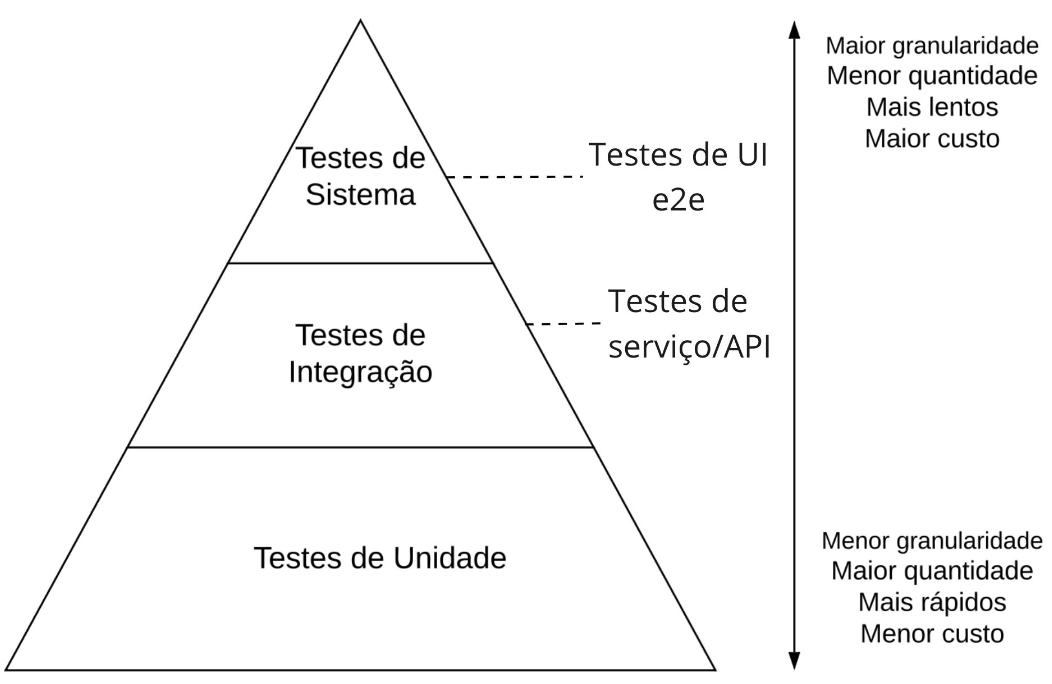 Testes de
Sistema
Testes de UI
e2e
Testes de
Integração
Testes de
serviço/API
Testes de Unidade
Maior granularidade
Menor quantidade
Mais lentos
Maior custo
Menor granularidade
Maior quantidade
Mais rápidos
Menor custo